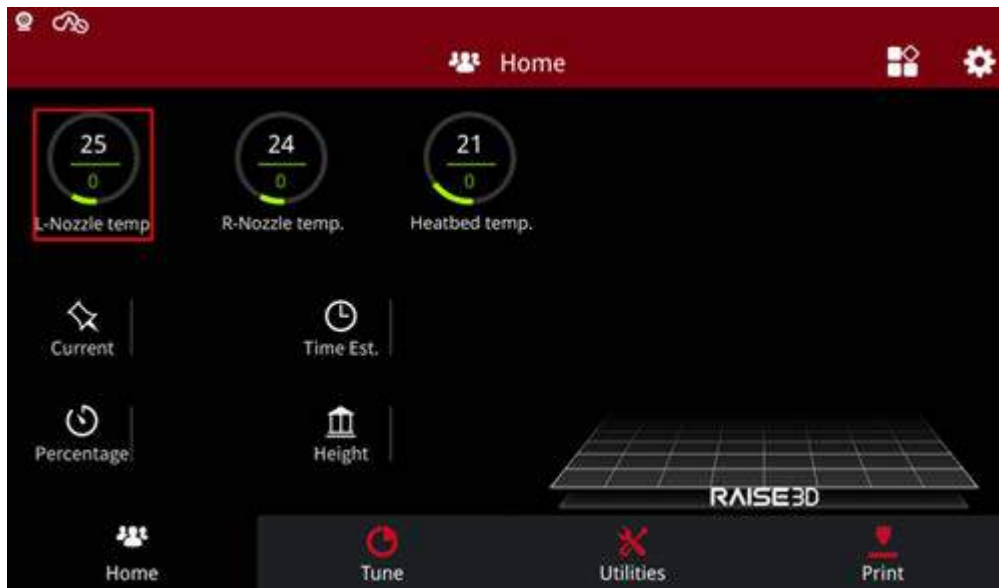 Home
25
0
24
0
21
0
L-Nozzle temp
R-Nozzle temp.
Heatbed temp.
Current
Time Est.
Percentage
Height
RAISE3D
Home
Tune
Utilities
Print